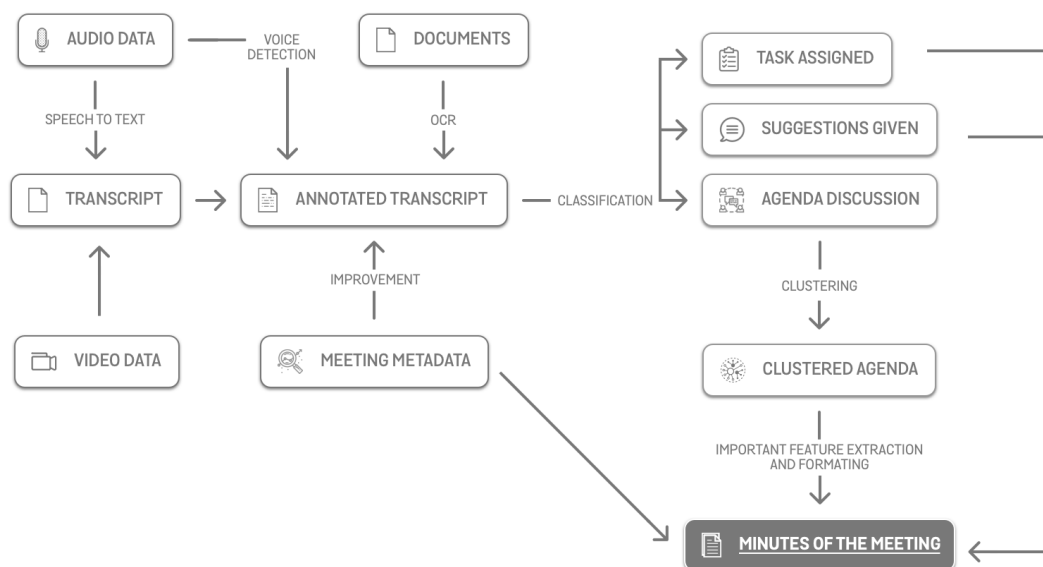 AUDIO DATA
VOICE
DETECTION
DOCUMENTS
TASK ASSIGNED
SPEECH TO TEXT
OCR
SUGGESTIONS GIVEN
TRANSCRIPT
ANNOTATED TRANSCRIPT
CLASSIFICATION
AGENDA DISCUSSION
IMPROVEMENT
CLUSTERING
VIDEO DATA
MEETING METADATA
CLUSTERED AGENDA
IMPORTANT FEATURE EXTRACTION
AND FORMATING
MINUTES OF THE MEETING